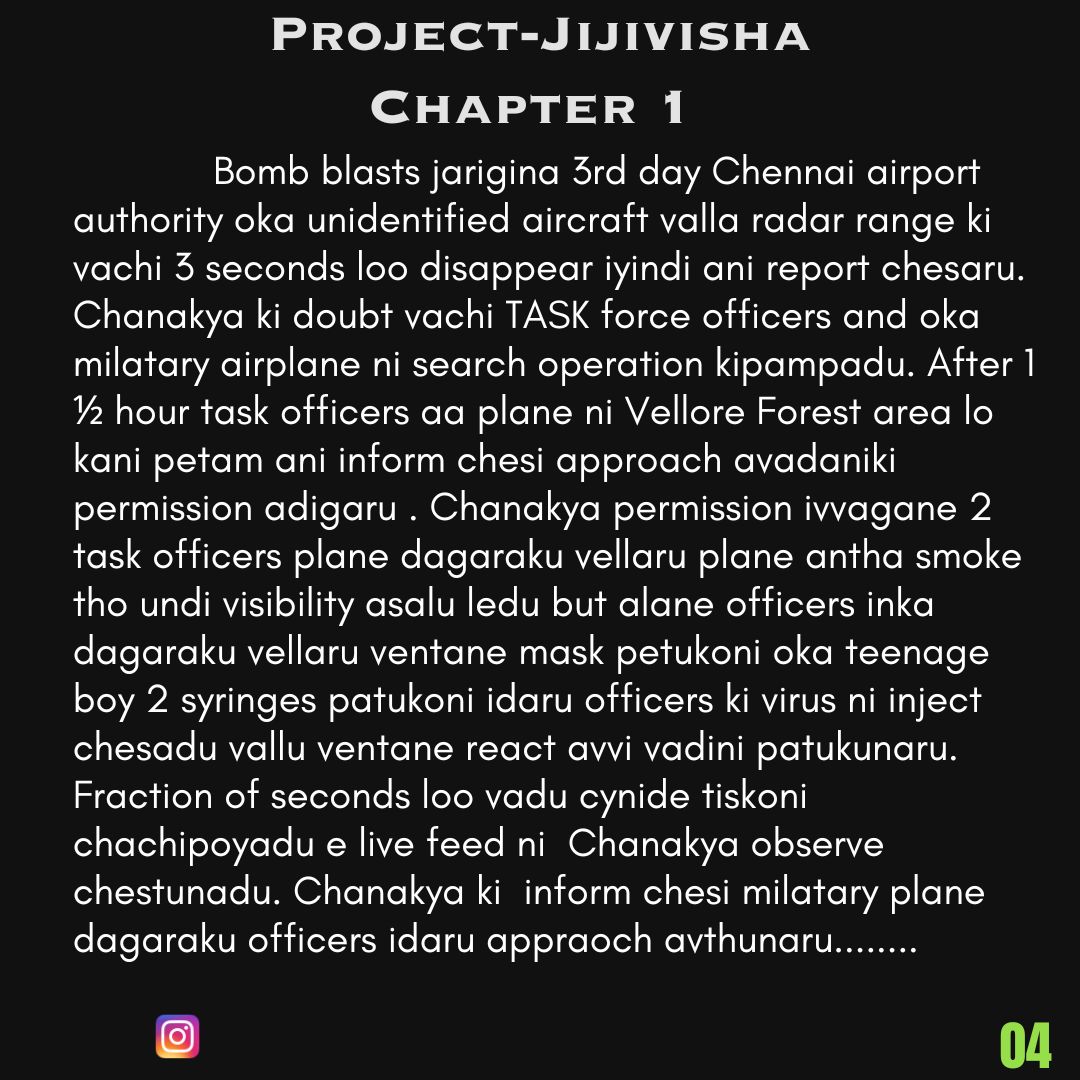 Project-Jijivisha
Chapter 1
Bomb blasts jarigina 3rd day Chennai airport
authority oka unidentified aircraft valla radar range ki
vachi 3 seconds loo disappear iyindi ani report chesaru.
Chanakya ki doubt vachi TASK force officers and oka
milatary airplane ni search operation kipampadu. After 1
½ hour task officers aa plane ni Vellore Forest area lo
kani petam ani inform chesi approach avadaniki
permission adigaru . Chanakya permission ivvagane 2
task officers plane dagaraku vellaru plane antha smoke
tho undi visibility asalu ledu but alane officers inka
dagaraku vellaru ventane mask petukoni oka teenage
boy 2 syringes patukoni idaru officers ki virus ni inject
chesadu vallu ventane react avvi vadini patukunaru.
Fraction of seconds loo vadu cynide tiskoni
chachipoyadu e live feed ni  Chanakya observe
chestunadu. Chanakya ki  inform chesi milatary plane
dagaraku officers idaru appraoch avthunaru........
04